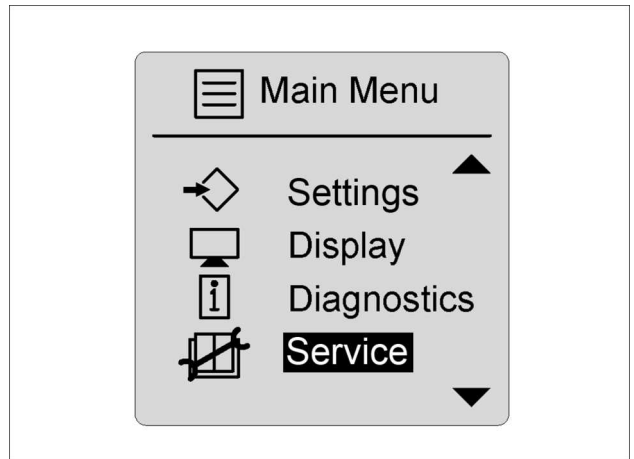 Main Menu
Settings
Display
Diagnostics
Service